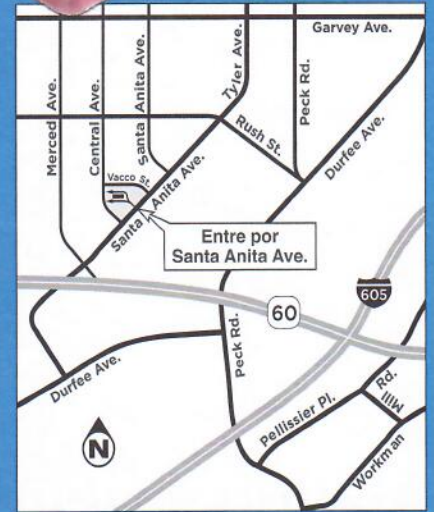 Garvey Ave.
Merced Ave.
Central Ave.
Santa Anita Ave.
Tyler Ave.
Peck Rd.
Rush St.
Durfee Ave.
Vacco St.
Santa Anita Ave.
Entre por
Santa Anita Ave.
605
60
Peck Rd.
Durfee Ave.
Mill Rd.
Pellissier Pl.
Workman
N